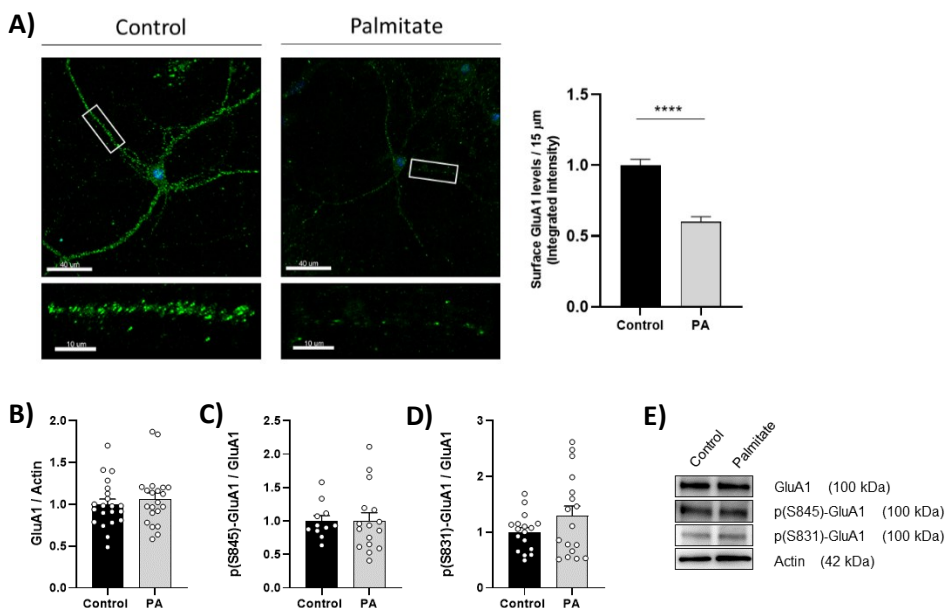 A)
Control
Palmitate
40 µm
40 µm
10 µm
10 µm
Surface GluA1 levels / 15 µm
(Integrated intensity)
1.5
1.0
0.5
0.0
****
Control
PA
B)
GluA1 / Actin
2.0
1.5
1.0
0.5
0.0
Control
PA
C)
p(S845)-GluA1 / GluA1
2.5
2.0
1.5
1.0
0.5
0.0
Control
PA
D)
p(S831)-GluA1 / GluA1
3
2
1
0
Control
PA
E)
Control
Palmitate
GluA1 (100 kDa)
p(S845)-GluA1 (100 kDa)
p(S831)-GluA1 (100 kDa)
Actin (42 kDa)